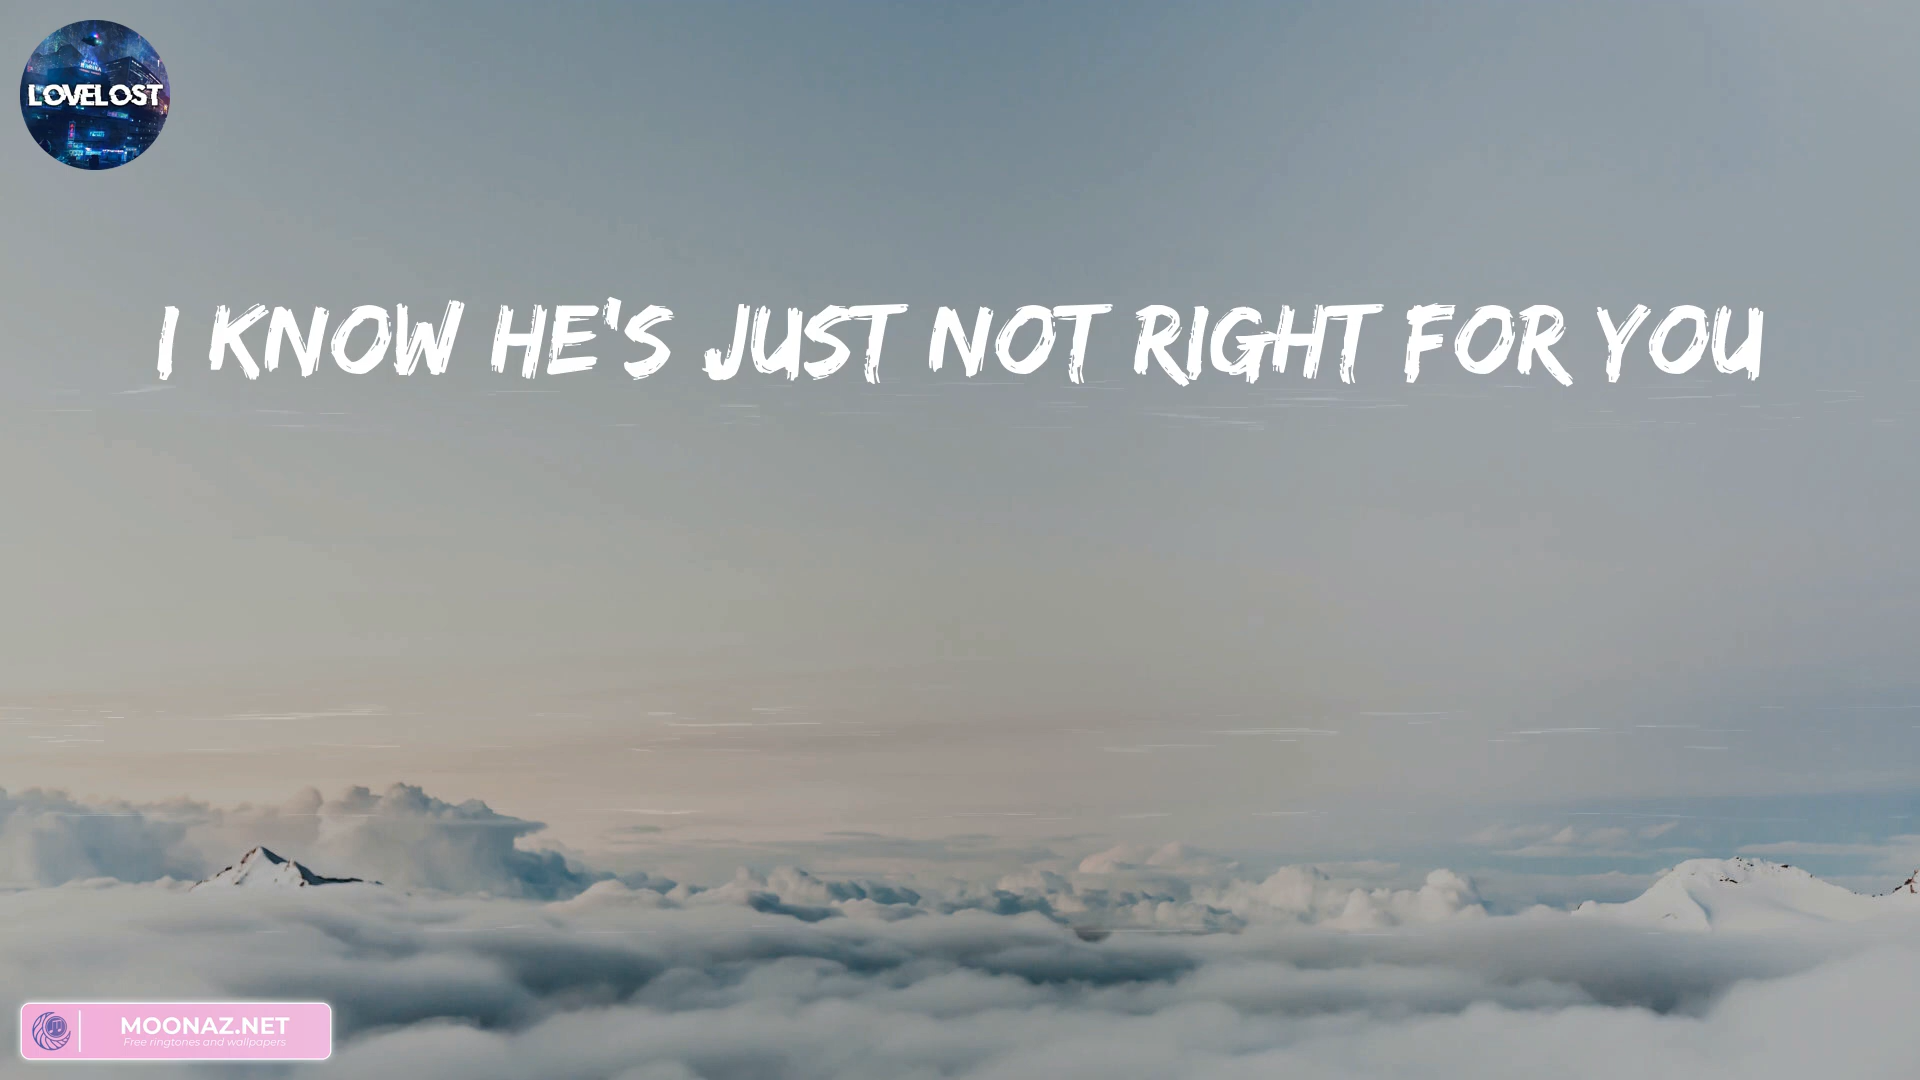 LOVELOST
I KNOW HE'S JUST NOT RIGHT FOR YOU
MOONAZ.NET
Free ringtones and wallpapers